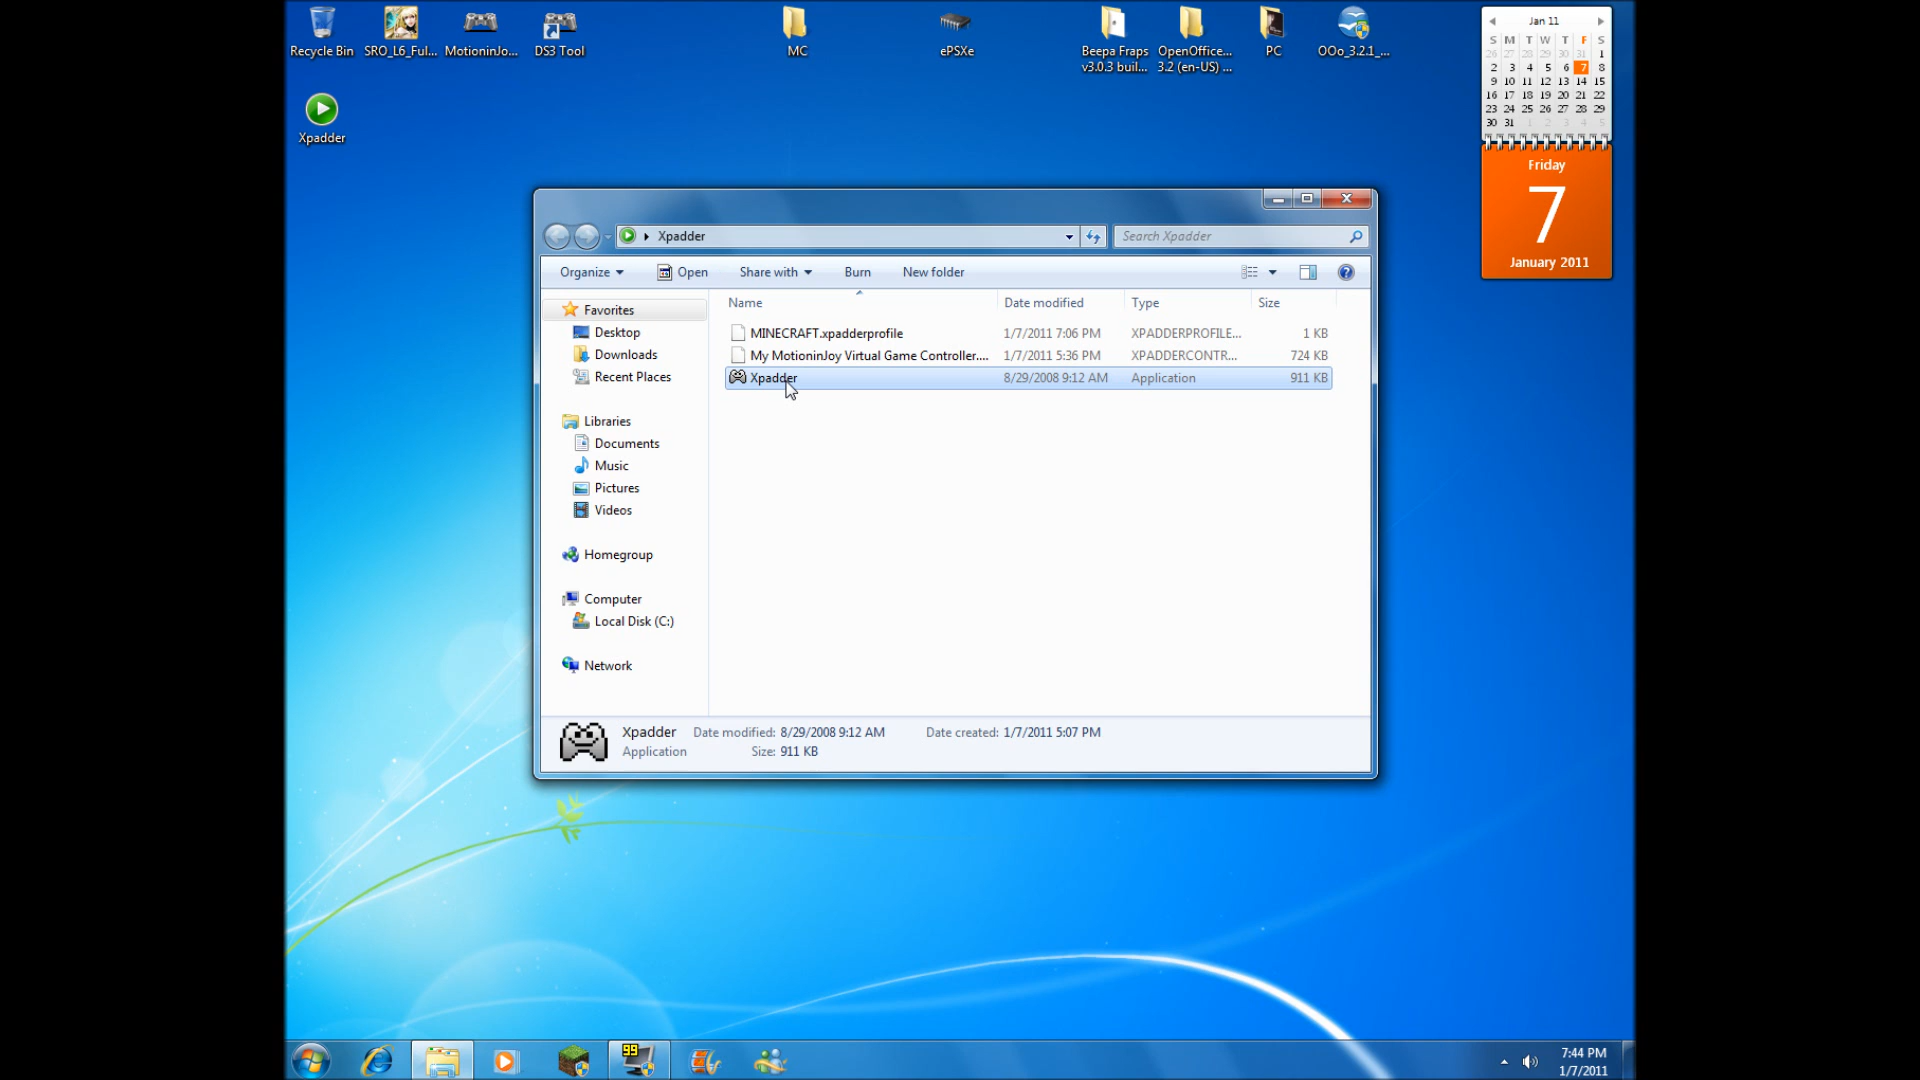 Recycle Bin
SRO_L6_Ful...
MotioninJo...
DS3 Tool
MC
ePSXe
Beepa Fraps
v3.0.3 buil...
OpenOffice...
3.2 (en-US) ...
PC
OOo_3.2.1_...
Xpadder
Jan 11
S M T W T F S
26 27 28 29 30 31 1
2 3 4 5 6 7 8
9 10 11 12 13 14 15
16 17 18 19 20 21 22
23 24 25 26 27 28 29
30 31 1 2 3 4 5
Friday
7
January 2011
Xpadder
Search Xpadder
Organize Open Share with Burn New folder
Favorites
Desktop
Downloads
Recent Places
Libraries
Documents
Music
Pictures
Videos
Homegroup
Computer
Local Disk (C:)
Network
Name Date modified Type Size
MINECRAFT.xpadderprofile 1/7/2011 7:06 PM XPADDERPROFILE... 1 KB
My MotioninJoy Virtual Game Controller.... 1/7/2011 5:36 PM XPADDERCONTR... 724 KB
Xpadder 8/29/2008 9:12 AM Application 911 KB
Xpadder Date modified: 8/29/2008 9:12 AM Date created: 1/7/2011 5:07 PM
Application Size: 911 KB
99
7:44 PM
1/7/2011